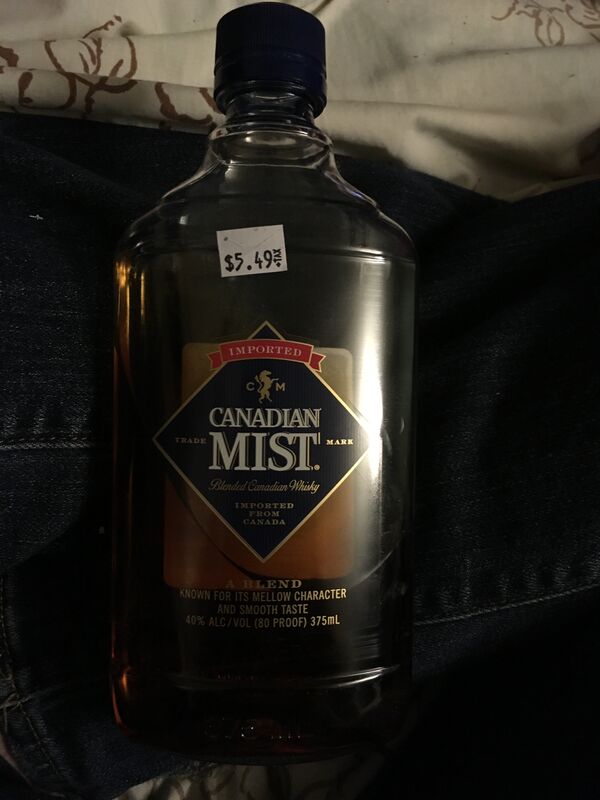 $5.49 +TAX
IMPORTED
C M
CANADIAN
TRADE MIST. MARK
Blended Canadian Whisky
IMPORTED
FROM
CANADA
A BLEND
KNOWN FOR ITS MELLOW CHARACTER
AND SMOOTH TASTE
40% ALC/VOL (80 PROOF) 375mL